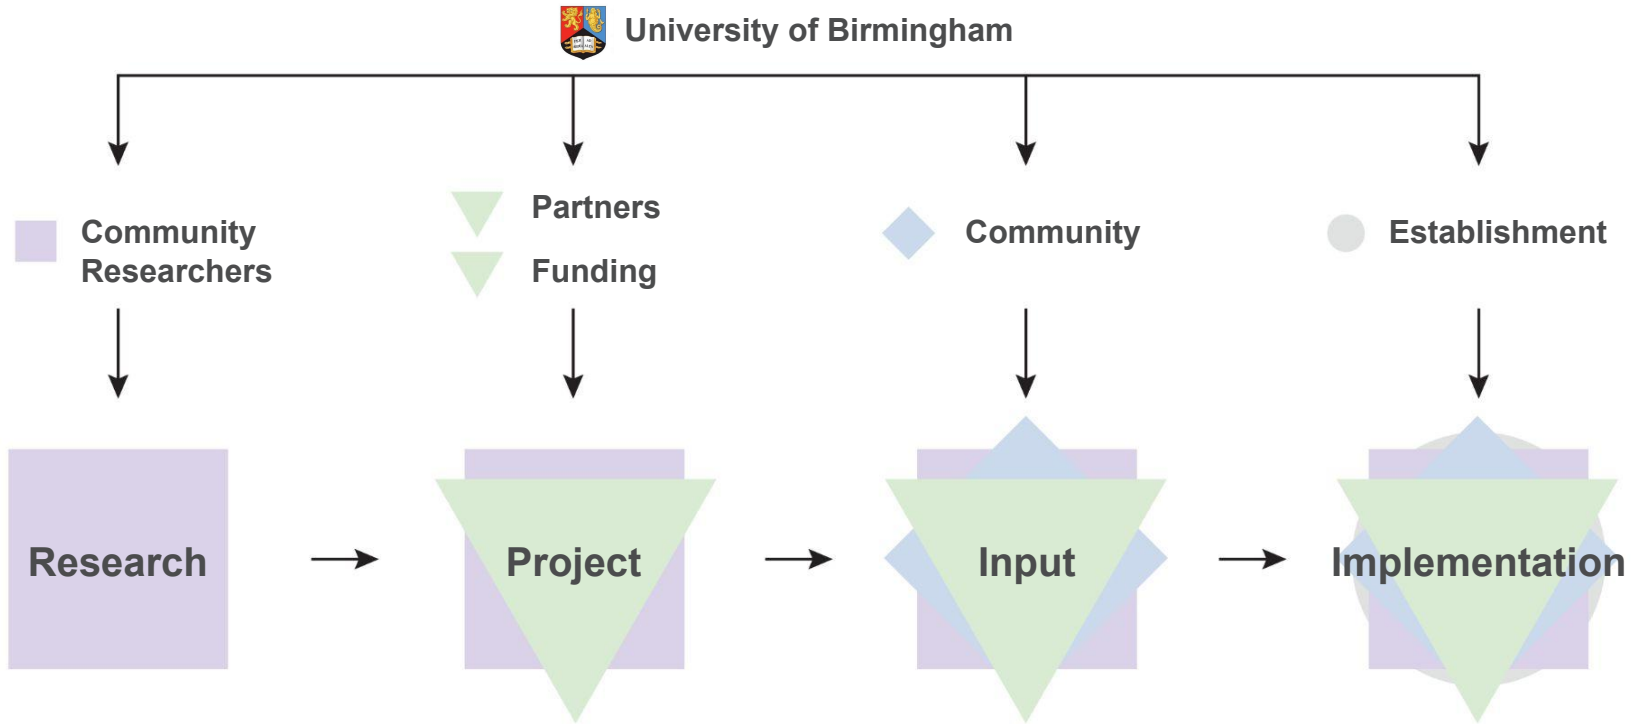 University of Birmingham
Community
Researchers
Partners
Funding
Community
Establishment
Research
Project
Input
Implementation